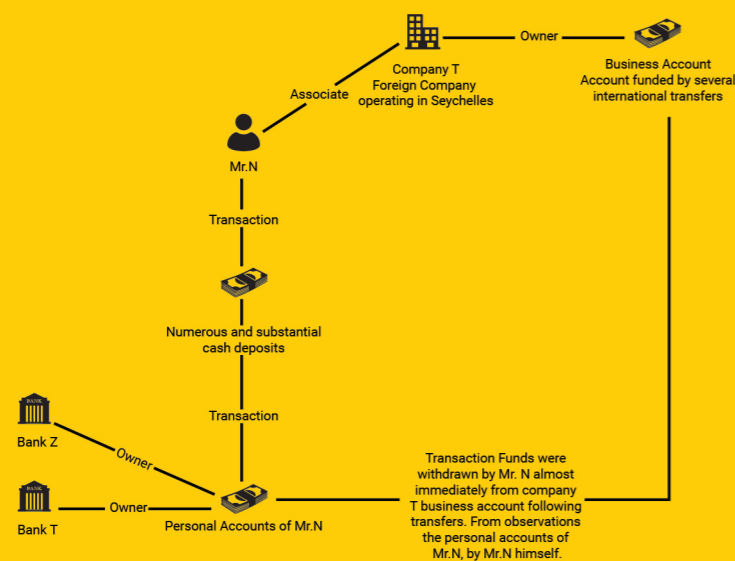 Owner
Business Account
Account funded by several
international transfers
Company T
Foreign Company
operating in Seychelles
Associate
Mr.N
Transaction
Numerous and substantial
cash deposits
Transaction
BANK
Bank Z
Owner
BANK
Bank T
Owner
Personal Accounts of Mr.N
Transaction Funds were
withdrawn by Mr. N almost
immediately from company
T business account following
transfers. From observations
the personal accounts of
Mr.N, by Mr.N himself.